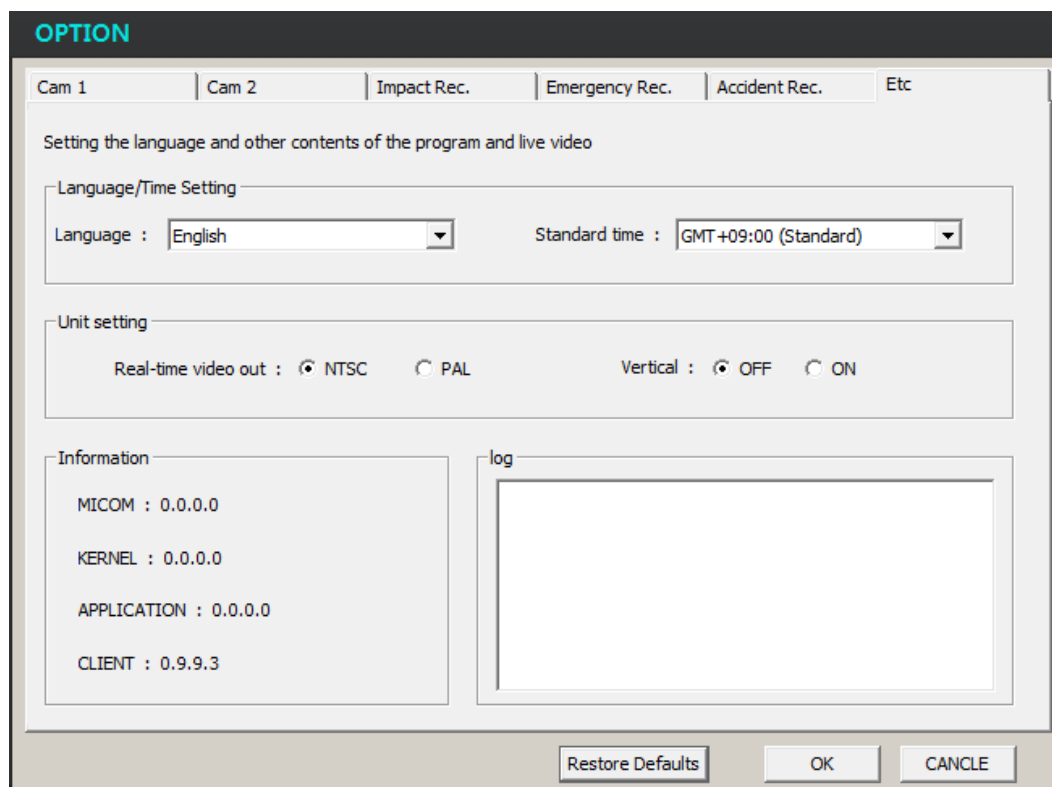 OPTION
Cam 1 Cam 2 Impact Rec. Emergency Rec. Accident Rec. Etc
Setting the language and other contents of the program and live video
Language/Time Setting
Language : English Standard time : GMT+09:00 (Standard)
Unit setting
Real-time video out : NTSC PAL Vertical : OFF ON
Information
MICOM : 0.0.0.0
KERNEL : 0.0.0.0
APPLICATION : 0.0.0.0
CLIENT : 0.9.9.3
log
Restore Defaults OK CANCLE